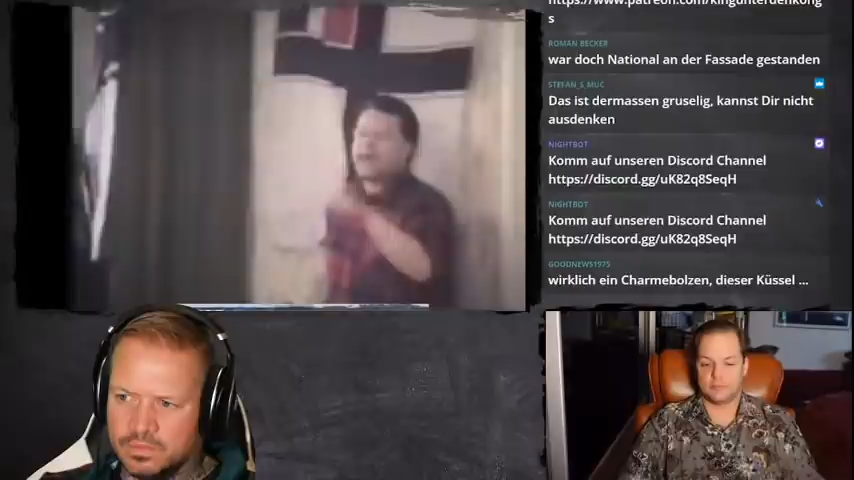 https://www.patreon.com/kingunterdenkong
s
ROMAN BECKER
war doch National an der Fassade gestanden
STEFAN_S_MUC
Das ist dermassen gruselig, kannst Dir nicht
ausdenken
NIGHTBOT
Komm auf unseren Discord Channel
https://discord.gg/uK82q8SeqH
NIGHTBOT
Komm auf unseren Discord Channel
https://discord.gg/uK82q8SeqH
GOODNEWS1975
wirklich ein Charmebolzen, dieser Küssel ...